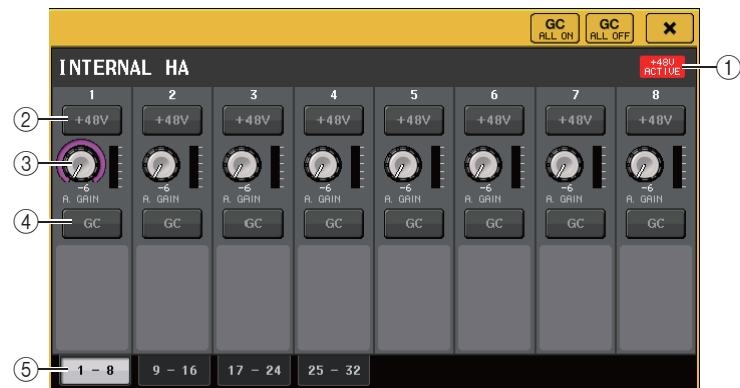 GC ALL ON GC ALL OFF ×
INTERNAL HA +48V ACTIVE ①
1 2 3 4 5 6 7 8
② +48V +48V +48V +48V +48V +48V +48V +48V
③ -6 -6 -6 -6 -6 -6 -6 -6
A. GAIN A. GAIN A. GAIN A. GAIN A. GAIN A. GAIN A. GAIN A. GAIN
④ GC GC GC GC GC GC GC GC
⑤ 1 - 8 9 - 16 17 - 24 25 - 32